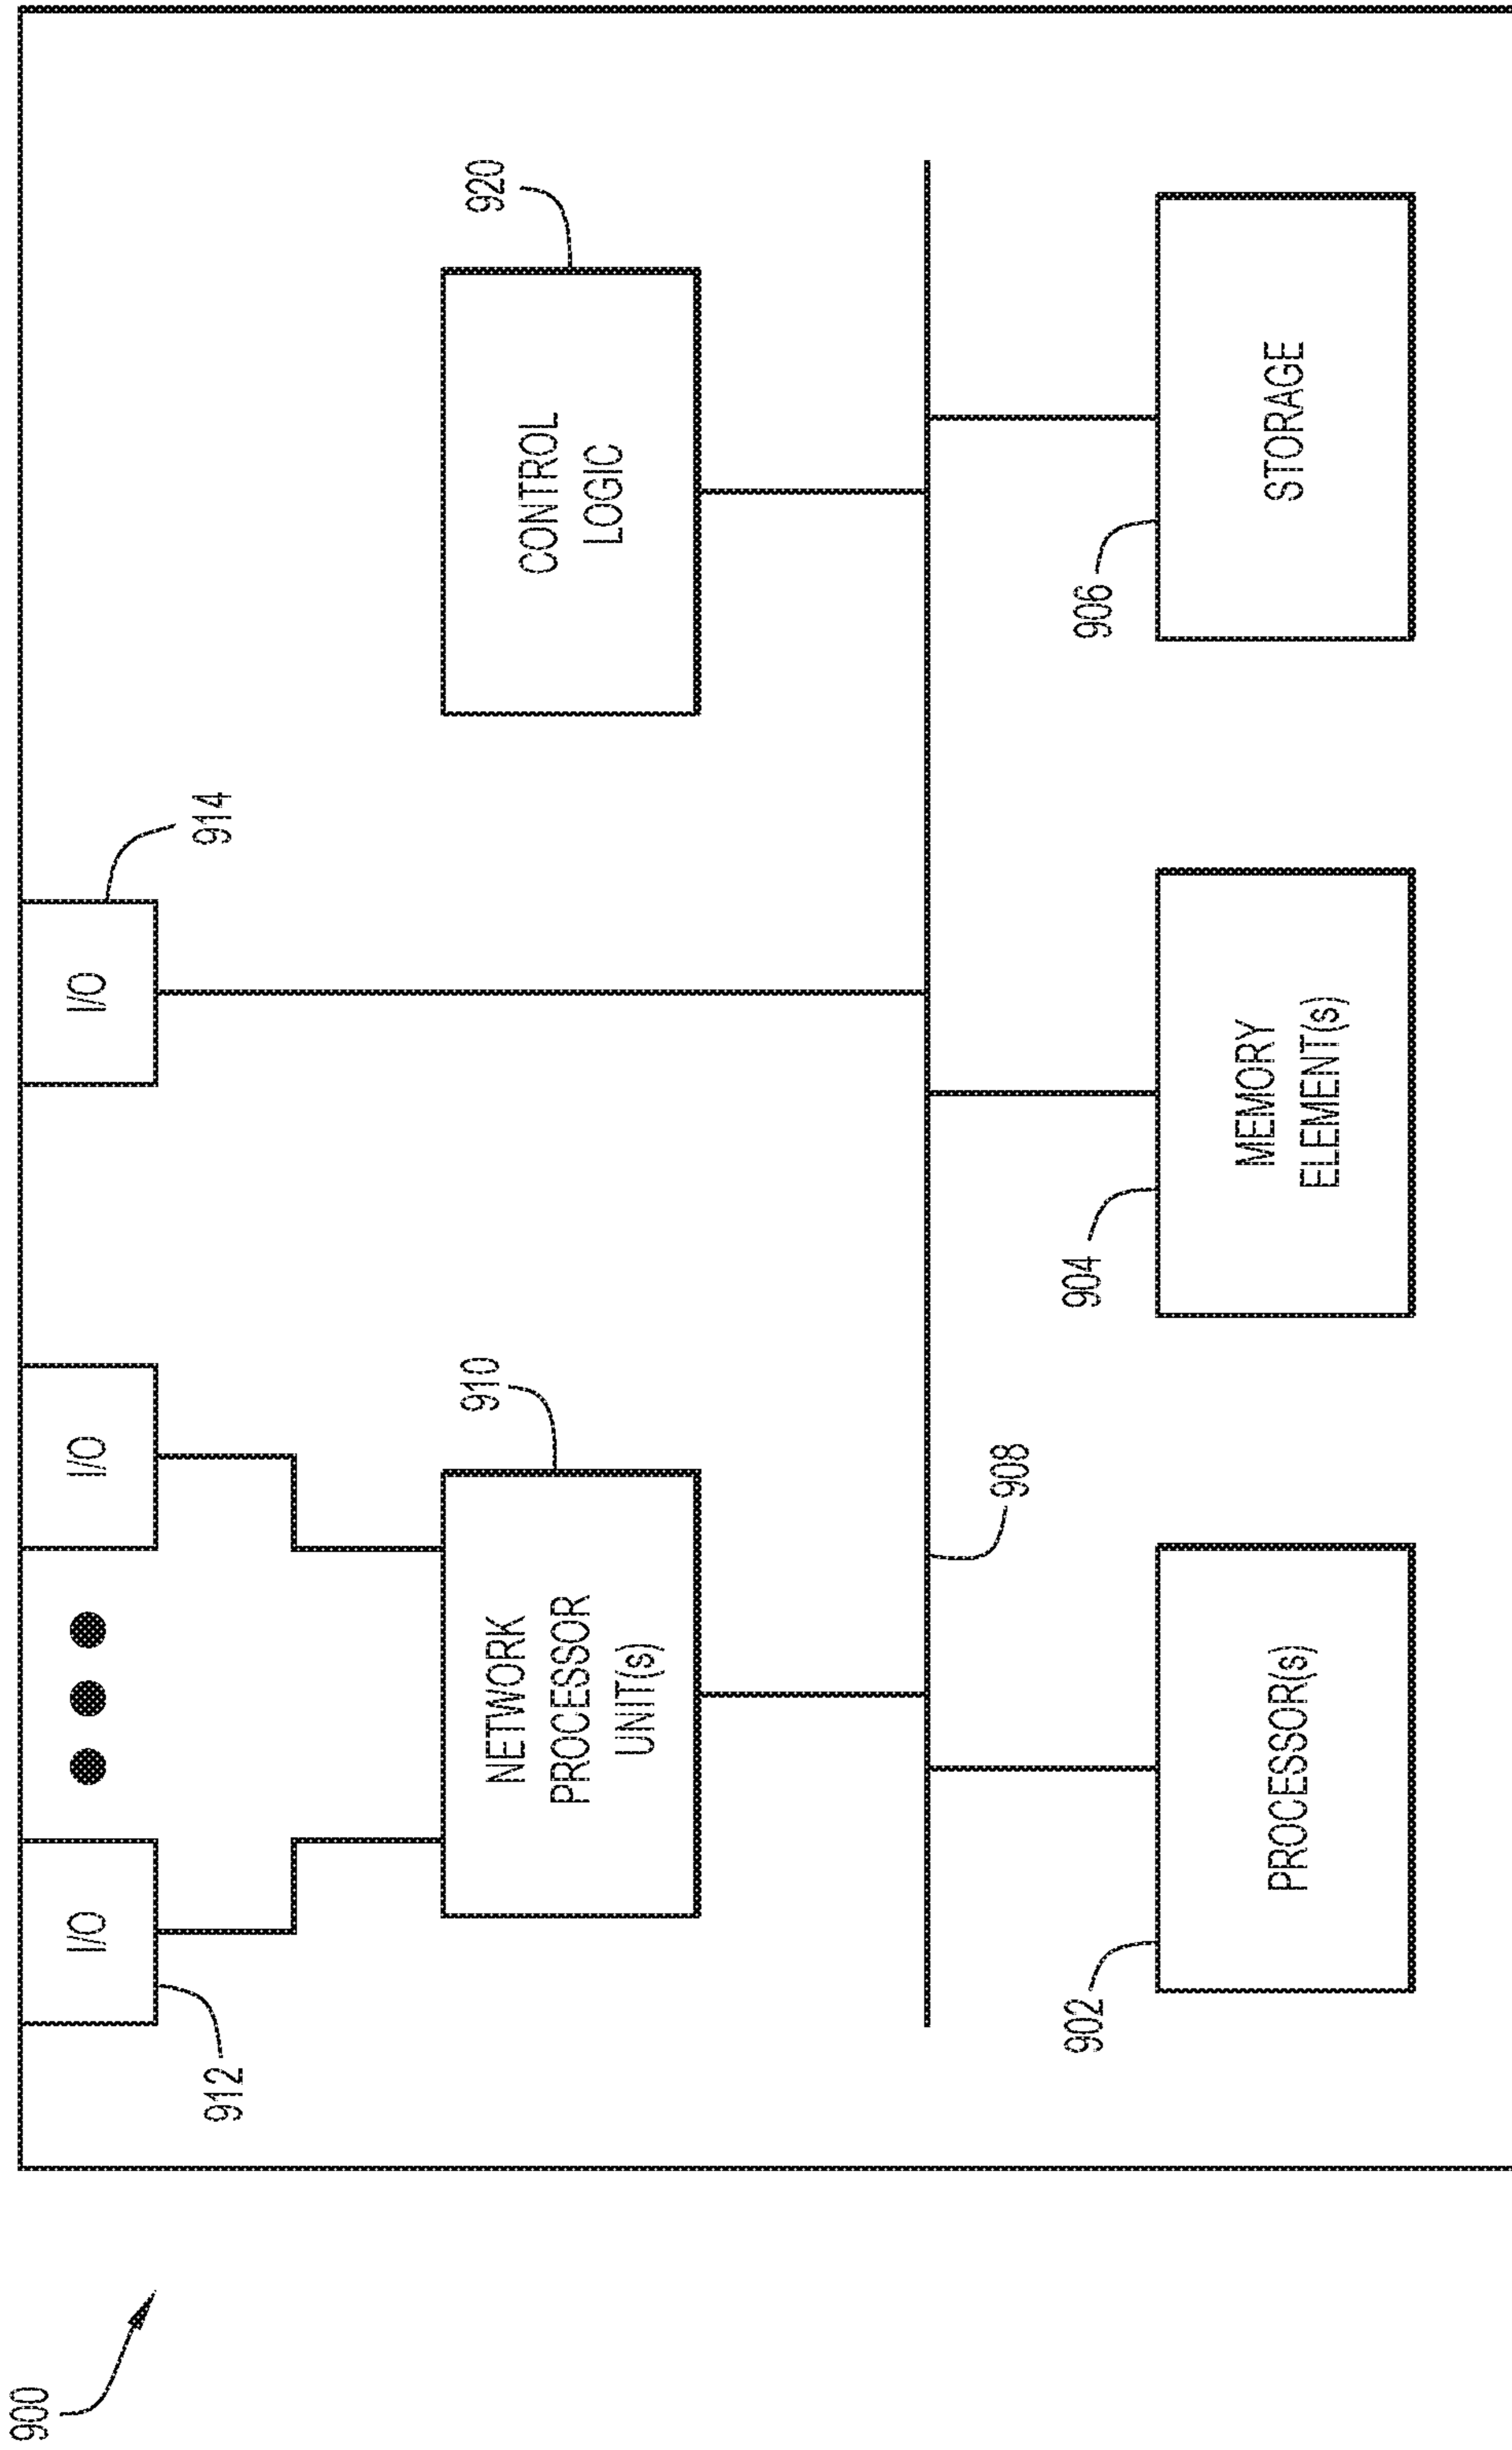 900
912
I/O
I/O
I/O
914
NETWORK
PROCESSOR
UNIT(s)
910
CONTROL
LOGIC
920
908
902
PROCESSOR(s)
904
MEMORY
ELEMENT(s)
906
STORAGE